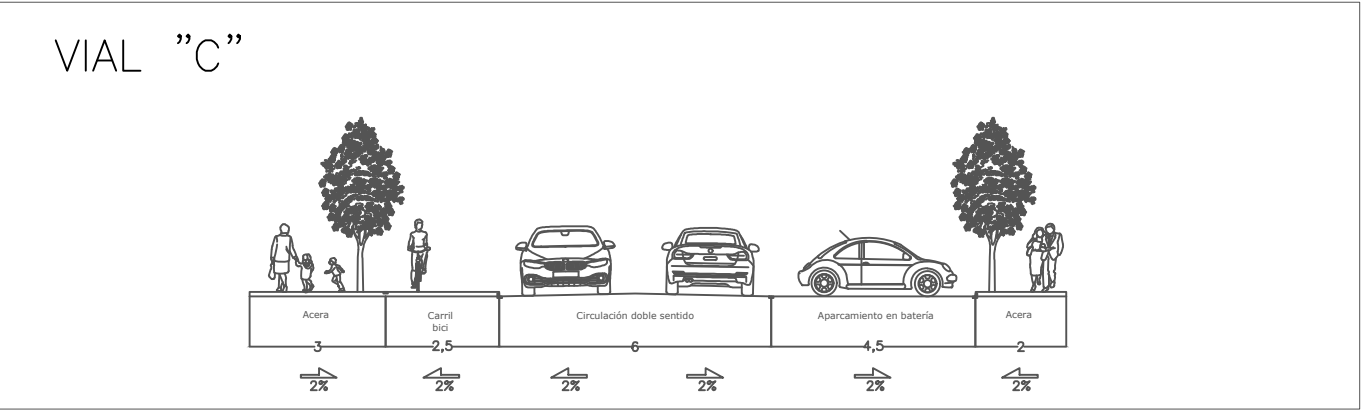 VIAL ”C”
Acera
Carril
bici
Circulación doble sentido
Aparcamiento en batería
Acera
3
2,5
6
4,5
2
2%
2%
2%
2%
2%
2%